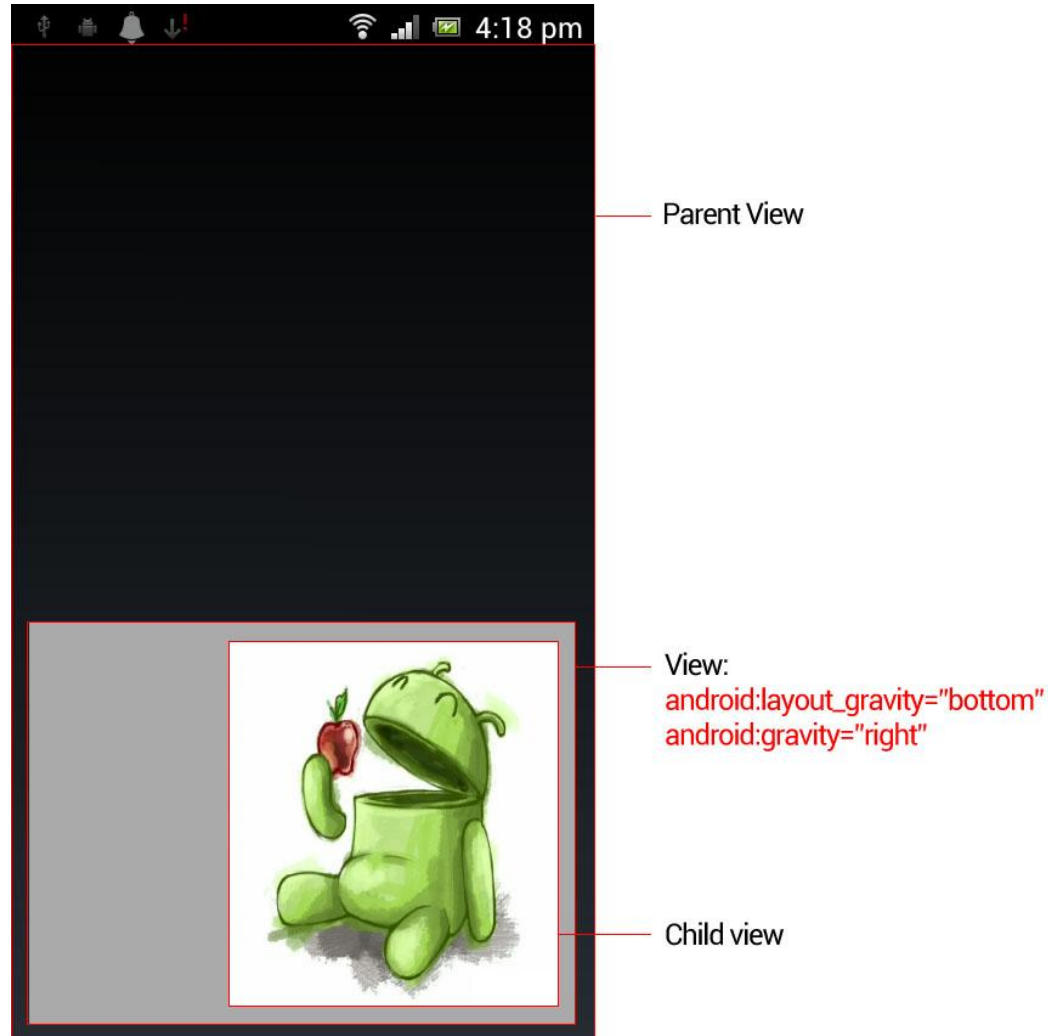 4:18 pm
Parent View
View:
android:layout_gravity="bottom"
android:gravity="right"
Child view